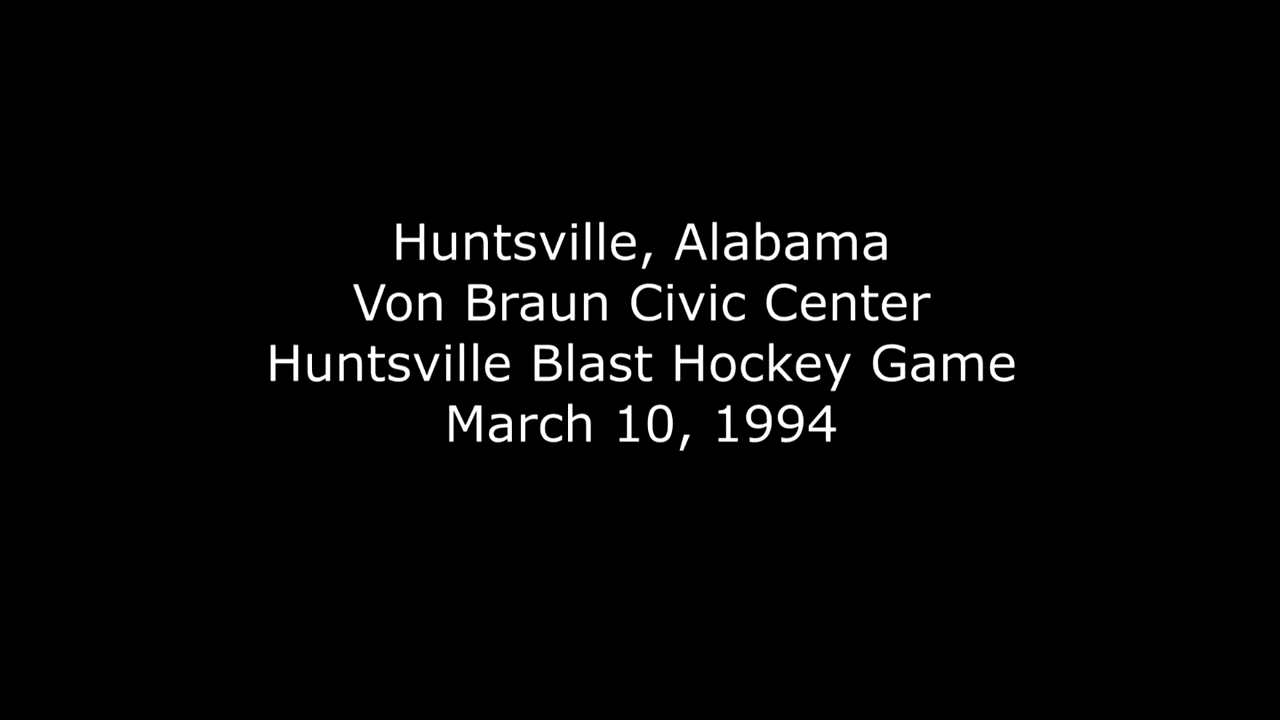 Huntsville, Alabama
Von Braun Civic Center
Huntsville Blast Hockey Game
March 10, 1994